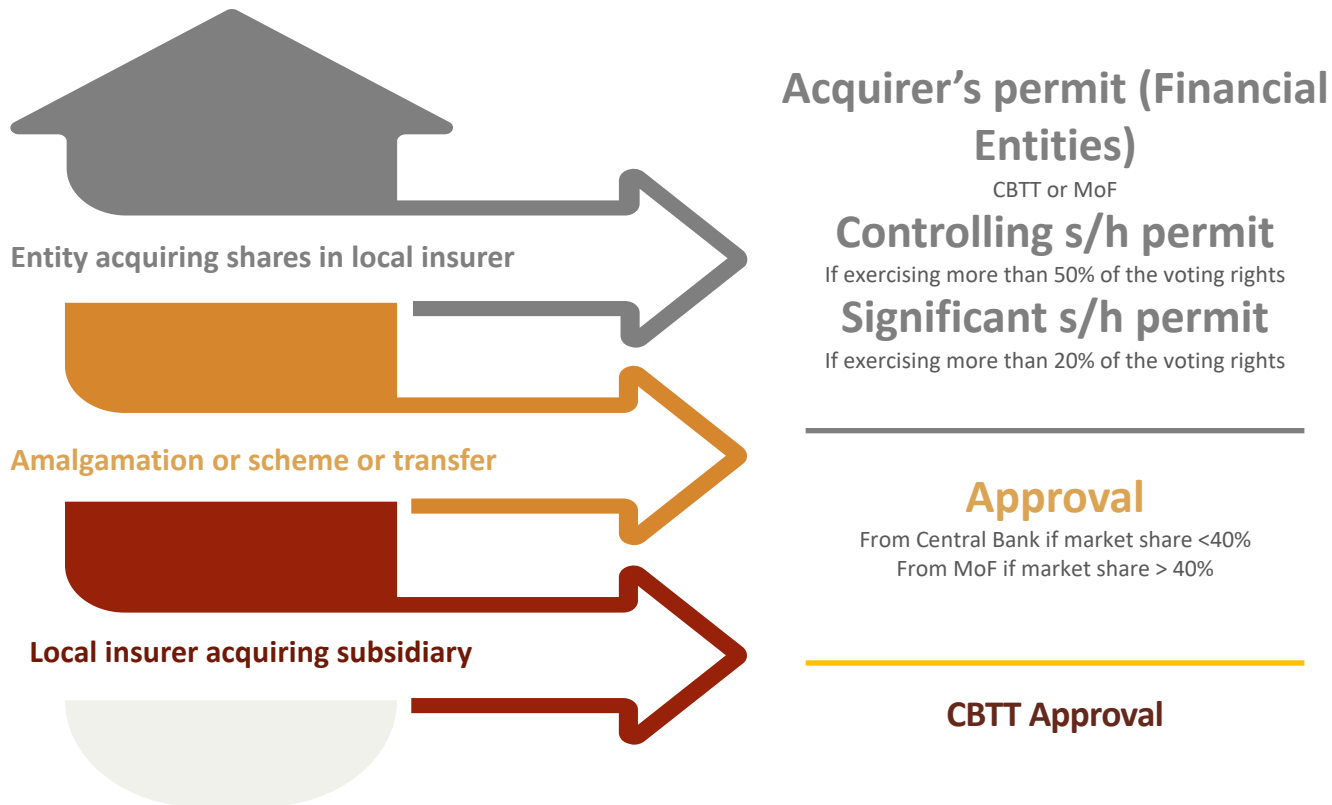 Entity acquiring shares in local insurer
Acquirer’s permit (Financial
Entities)
CBTT or MoF
Controlling s/h permit
If exercising more than 50% of the voting rights
Significant s/h permit
If exercising more than 20% of the voting rights
Amalgamation or scheme or transfer
Approval
From Central Bank if market share <40%
From MoF if market share > 40%
Local insurer acquiring subsidiary
CBTT Approval